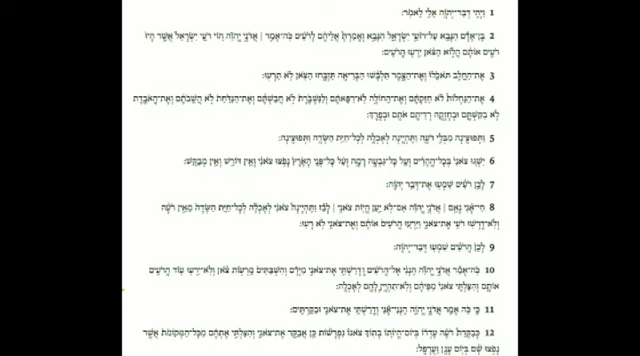 1 וַיְהִי דְבַר־יְהוָה אֵלַי לֵאמֹר׃
2 בֶּן־אָדָם הִנָּבֵא עַל־רוֹעֵי יִשְׂרָאֵל הִנָּבֵא וְאָמַרְתָּ אֲלֵיהֶם לָרֹעִים כֹּה־אָמַר ׀ אֲדֹנָי יְהוִה הוֹי רֹעֵי יִשְׂרָאֵל אֲשֶׁר הָיוּ
רֹעִים אוֹתָם הֲלוֹא הַצֹּאן יִרְעוּ הָרֹעִים׃
3 אֶת־הַחֵלֶב תֹּאכֵלוּ וְאֶת־הַצֶּמֶר תִּלְבָּשׁוּ הַבְּרִיאָה תִּזְבָּחוּ הַצֹּאן לֹא תִרְעוּ׃
4 אֶת־הַנַּחְלוֹת לֹא חִזַּקְתֶּם וְאֶת־הַחוֹלָה לֹא־רִפֵּאתֶם וְלַנִּשְׁבֶּרֶת לֹא חֲבַשְׁתֶּם וְאֶת־הַנִּדַּחַת לֹא הֲשֵׁבֹתֶם וְאֶת־הָאֹבֶדֶת
לֹא בִקַּשְׁתֶּם וּבְחָזְקָה רְדִיתֶם אֹתָם וּבְפָרֶךְ׃
5 וַתְּפוּצֶינָה מִבְּלִי רֹעֶה וַתִּהְיֶינָה לְאָכְלָה לְכָל־חַיַּת הַשָּׂדֶה וַתְּפוּצֶינָה׃
6 יִשְׁגּוּ צֹאנִי בְּכָל־הֶהָרִים וְעַל כָּל־גִּבְעָה רָמָה וְעַל כָּל־פְּנֵי הָאָרֶץ נָפֹצוּ צֹאנִי וְאֵין דּוֹרֵשׁ וְאֵין מְבַקֵּשׁ׃
7 לָכֵן רֹעִים שִׁמְעוּ אֶת־דְּבַר יְהוָה׃
8 חַי־אָנִי נְאֻם ׀ אֲדֹנָי יְהוִה אִם־לֹא יַעַן הֱיוֹת צֹאנִי ׀ לָבַז וַתִּהְיֶינָה צֹאנִי לְאָכְלָה לְכָל־חַיַּת הַשָּׂדֶה מֵאֵין רֹעֶה
וְלֹא־דָרְשׁוּ רֹעַי אֶת־צֹאנִי וַיִּרְעוּ הָרֹעִים אוֹתָם וְאֶת־צֹאנִי לֹא רָעוּ׃
9 לָכֵן הָרֹעִים שִׁמְעוּ דְּבַר־יְהוָה׃
10 כֹּה־אָמַר אֲדֹנָי יְהוִה הִנְנִי אֶל־הָרֹעִים וְדָרַשְׁתִּי אֶת־צֹאנִי מִיָּדָם וְהִשְׁבַּתִּים מֵרְעוֹת צֹאן וְלֹא־יִרְעוּ עוֹד הָרֹעִים
אוֹתָם וְהִצַּלְתִּי צֹאנִי מִפִּיהֶם וְלֹא־תִהְיֶיןָ לָהֶם לְאָכְלָה׃
11 כִּי כֹּה אָמַר אֲדֹנָי יְהוִה הִנְנִי־אָנִי וְדָרַשְׁתִּי אֶת־צֹאנִי וּבִקַּרְתִּים׃
12 כְּבַקָּרַת רֹעֶה עֶדְרוֹ בְּיוֹם־הֱיוֹתוֹ בְתוֹךְ צֹאנוֹ נִפְרָשׁוֹת כֵּן אֲבַקֵּר אֶת־צֹאנִי וְהִצַּלְתִּי אֶתְהֶם מִכָּל־הַמְּקוֹמֹת אֲשֶׁר
נָפֹצוּ שָׁם בְּיוֹם עָנָן וַעֲרָפֶל׃